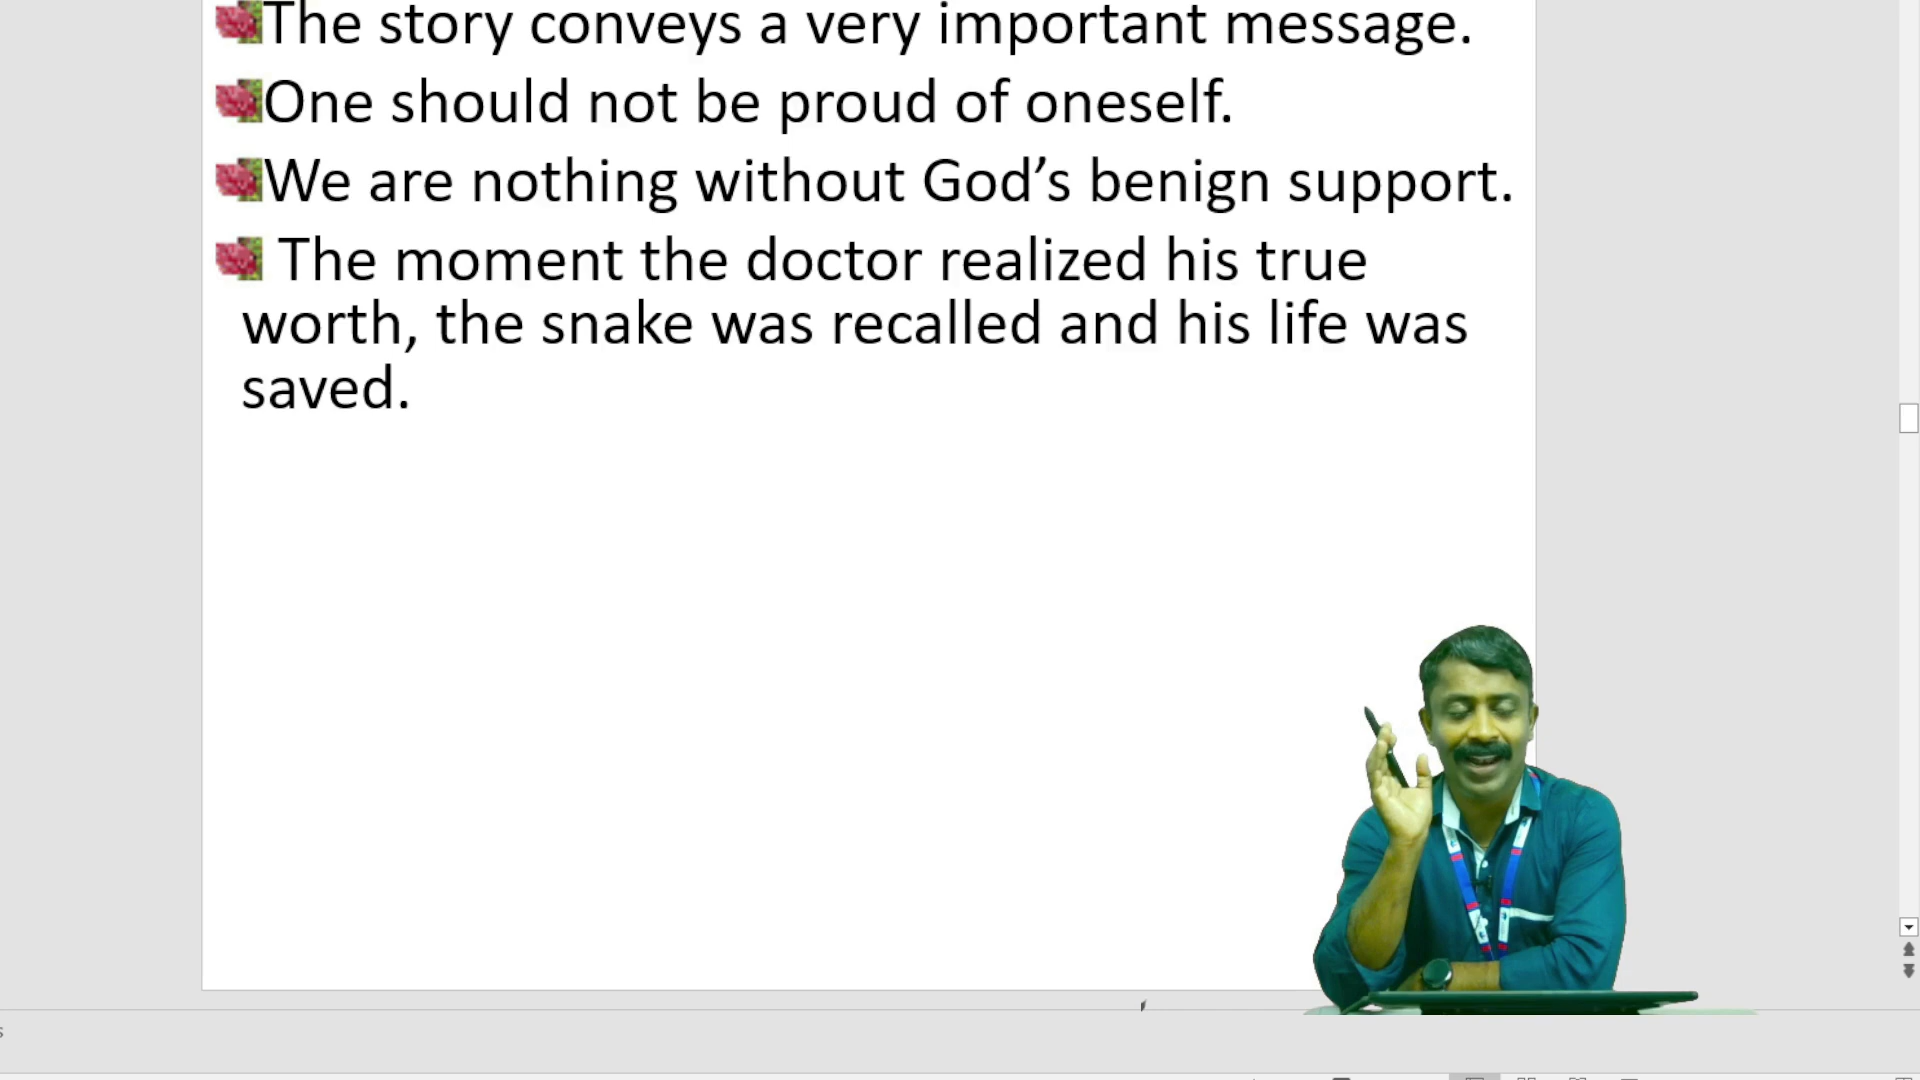 The story conveys a very important message.
One should not be proud of oneself.
We are nothing without God’s benign support.
The moment the doctor realized his true
worth, the snake was recalled and his life was
saved.